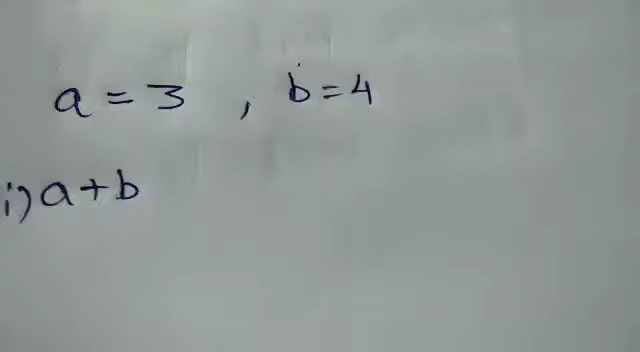 a = 3 , b = 4
i) a + b